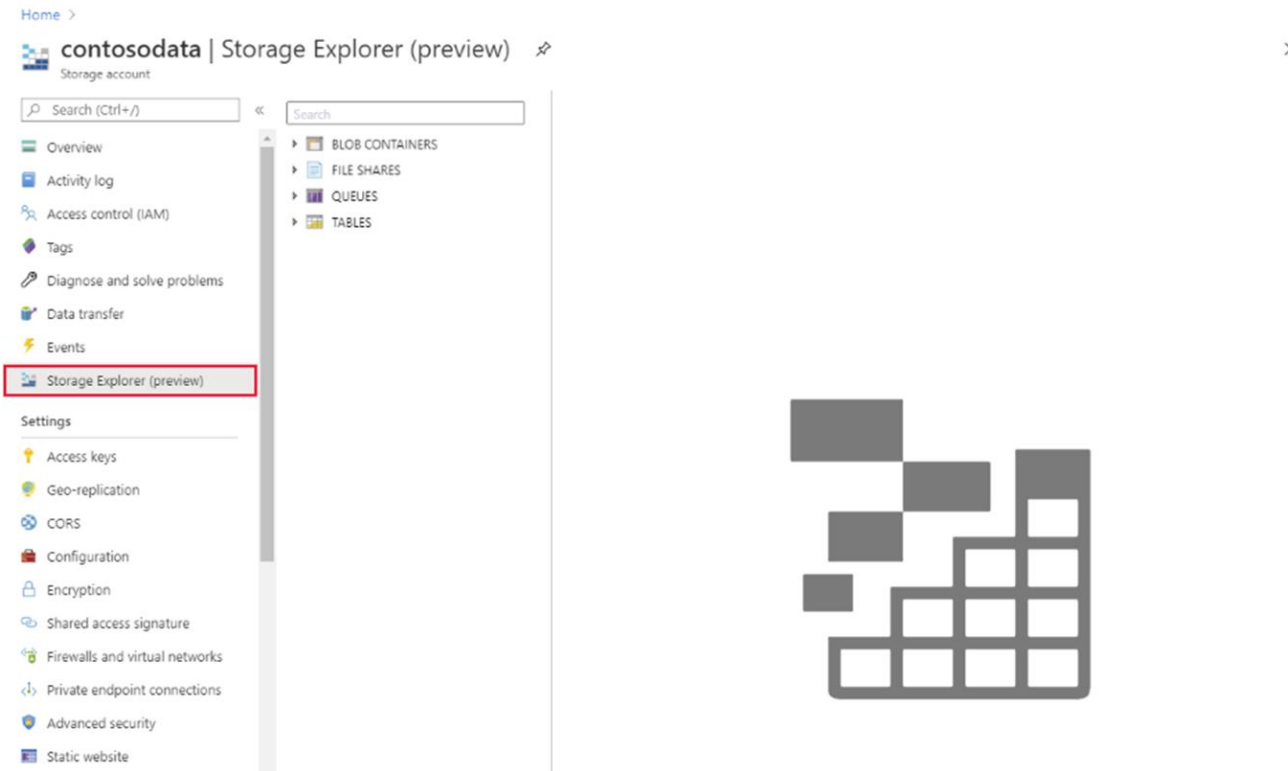 Home >
contosodata | Storage Explorer (preview)
Storage account
Search (Ctrl+/)
«
Overview
Activity log
Access control (IAM)
Tags
Diagnose and solve problems
Data transfer
Events
Storage Explorer (preview)
Settings
Access keys
Geo-replication
CORS
Configuration
Encryption
Shared access signature
Firewalls and virtual networks
Private endpoint connections
Advanced security
Static website
Search
BLOB CONTAINERS
FILE SHARES
QUEUES
TABLES